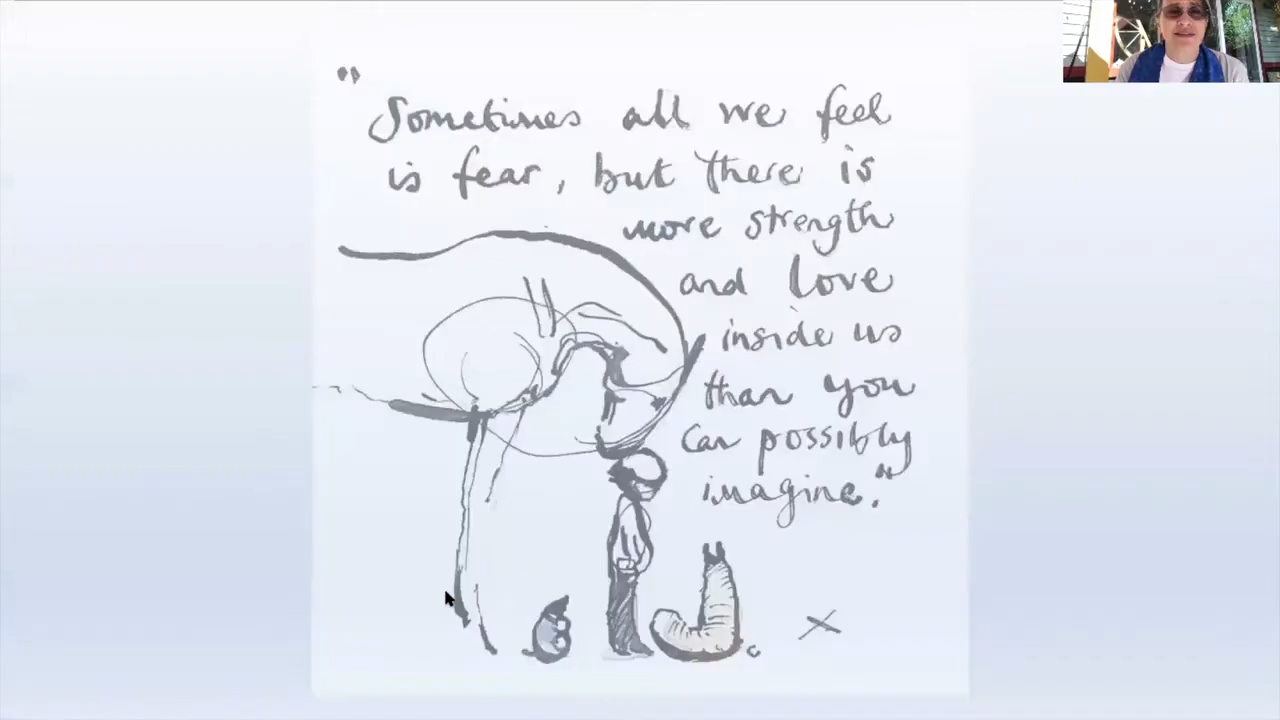 "Sometimes all we feel
is fear, but there is
more strength
and love
inside us
than you
can possibly
imagine."